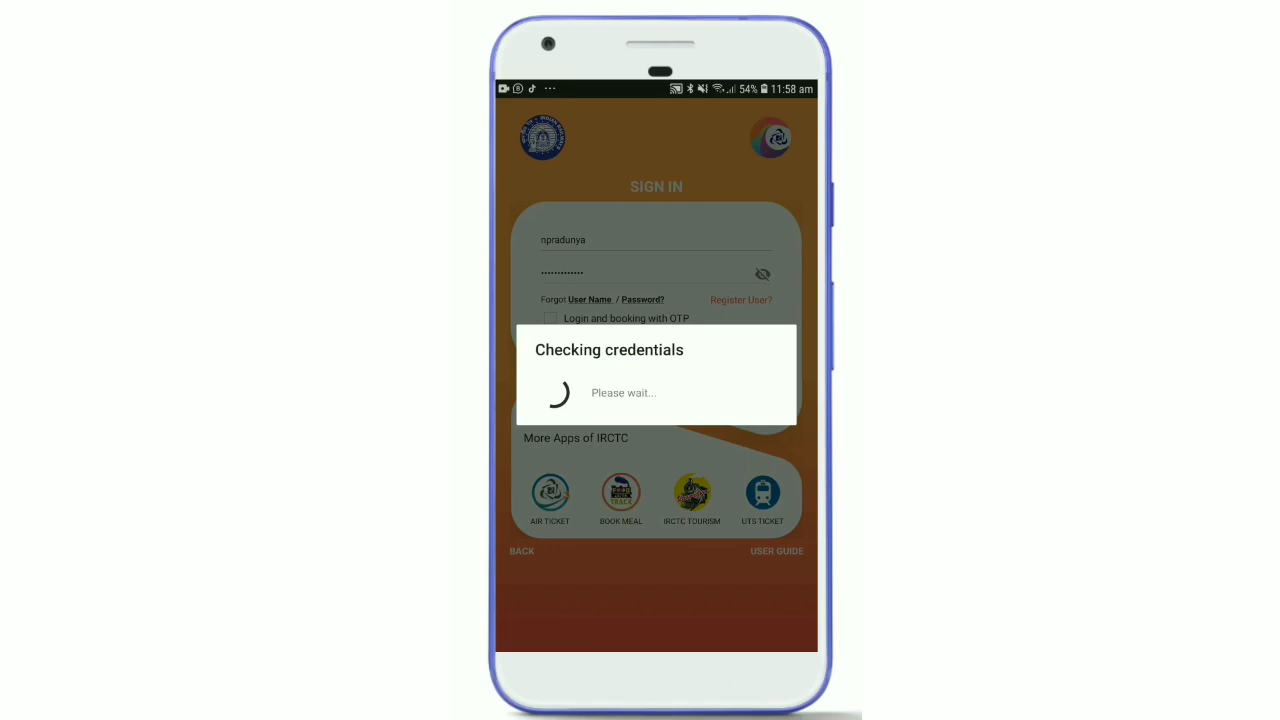 54% 11:58 am
SIGN IN
npradunya
Forgot User Name / Password? Register User?
Login and booking with OTP
Checking credentials
Please wait...
More Apps of IRCTC
AIR TICKET BOOK MEAL IRCTC TOURISM UTS TICKET
BACK USER GUIDE